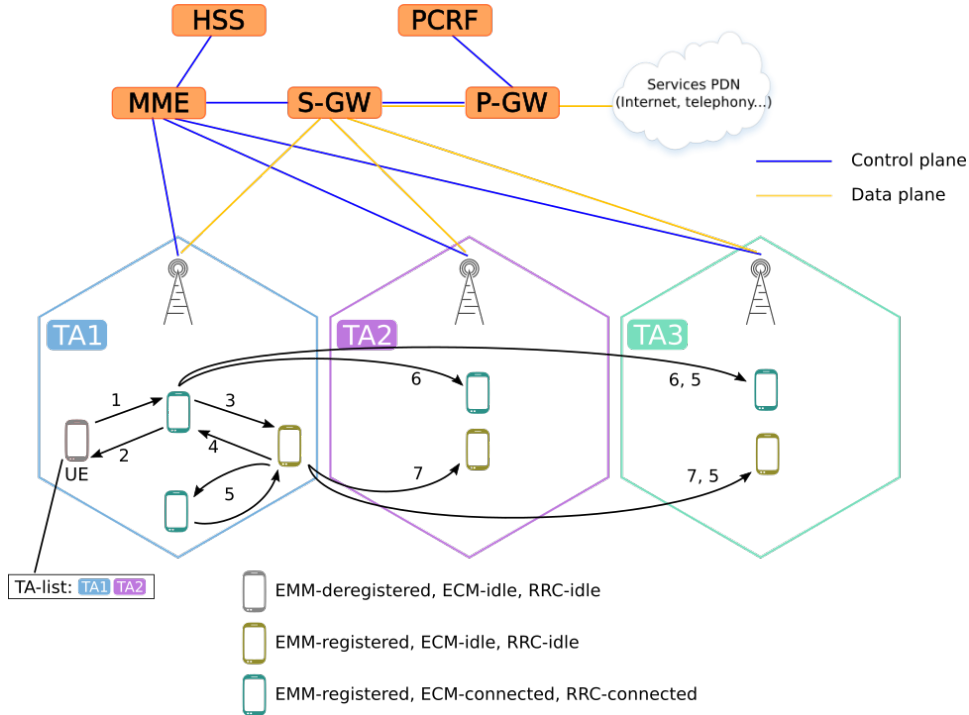 HSS
PCRF
MME
S-GW
P-GW
Services PDN
(Internet, telephony...)
Control plane
Data plane
TA1
TA2
TA3
1
3
6
6, 5
2
4
UE
5
7
7, 5
TA-list: TA1 TA2
EMM-deregistered, ECM-idle, RRC-idle
EMM-registered, ECM-idle, RRC-idle
EMM-registered, ECM-connected, RRC-connected